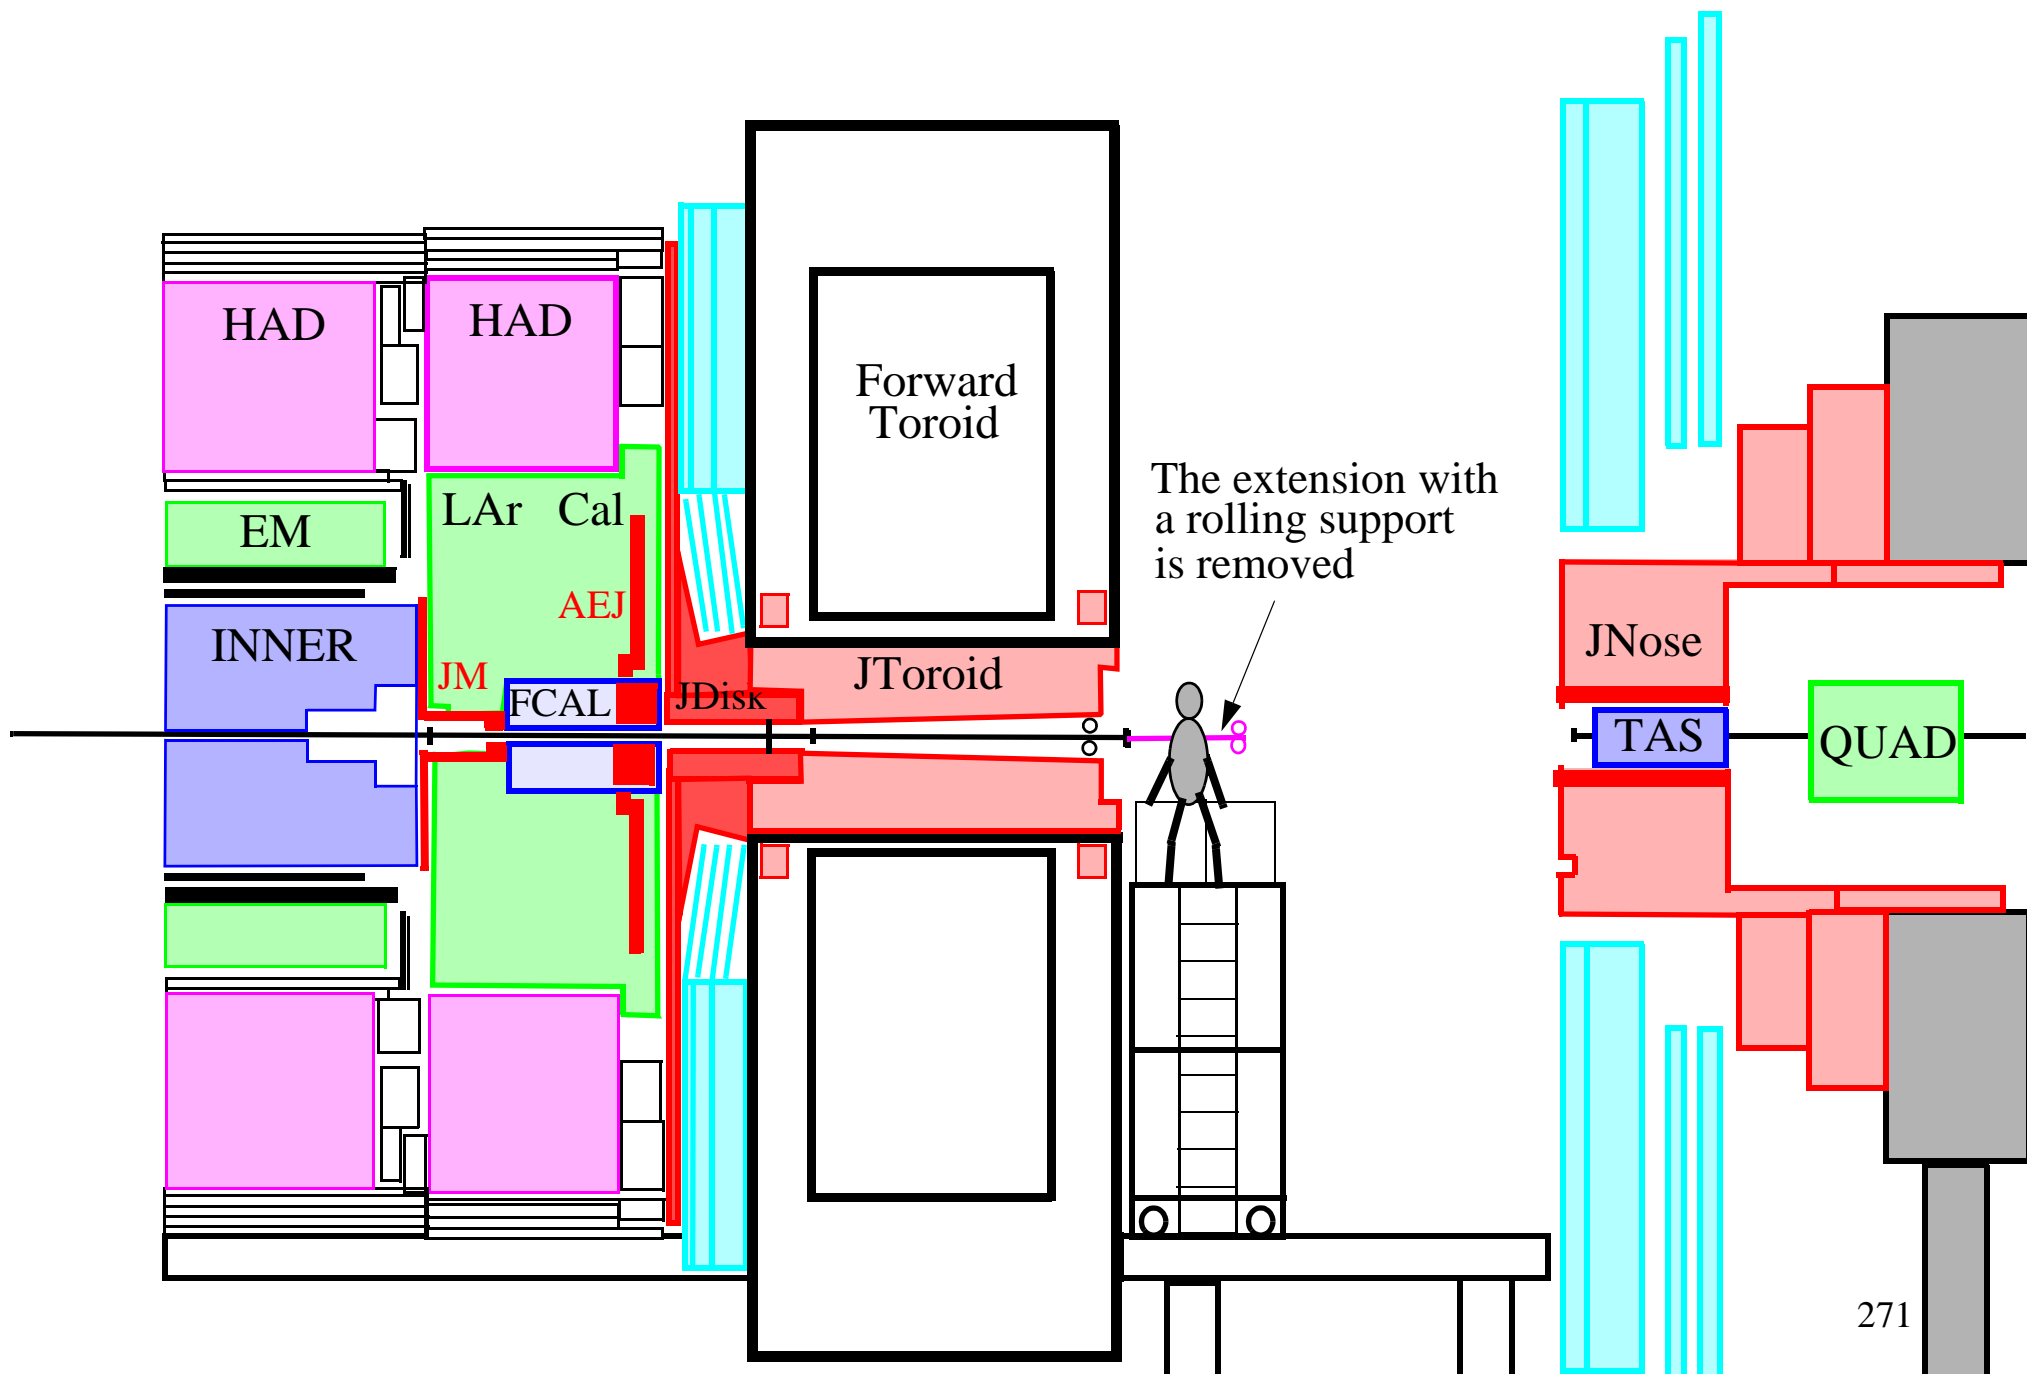 HAD
HAD
Forward
Toroid
The extension with
a rolling support
is removed
LAr Cal
EM
AEJ
INNER
JM
JNose
JToroid
FCAL
JDisk
TAS
QUAD
271